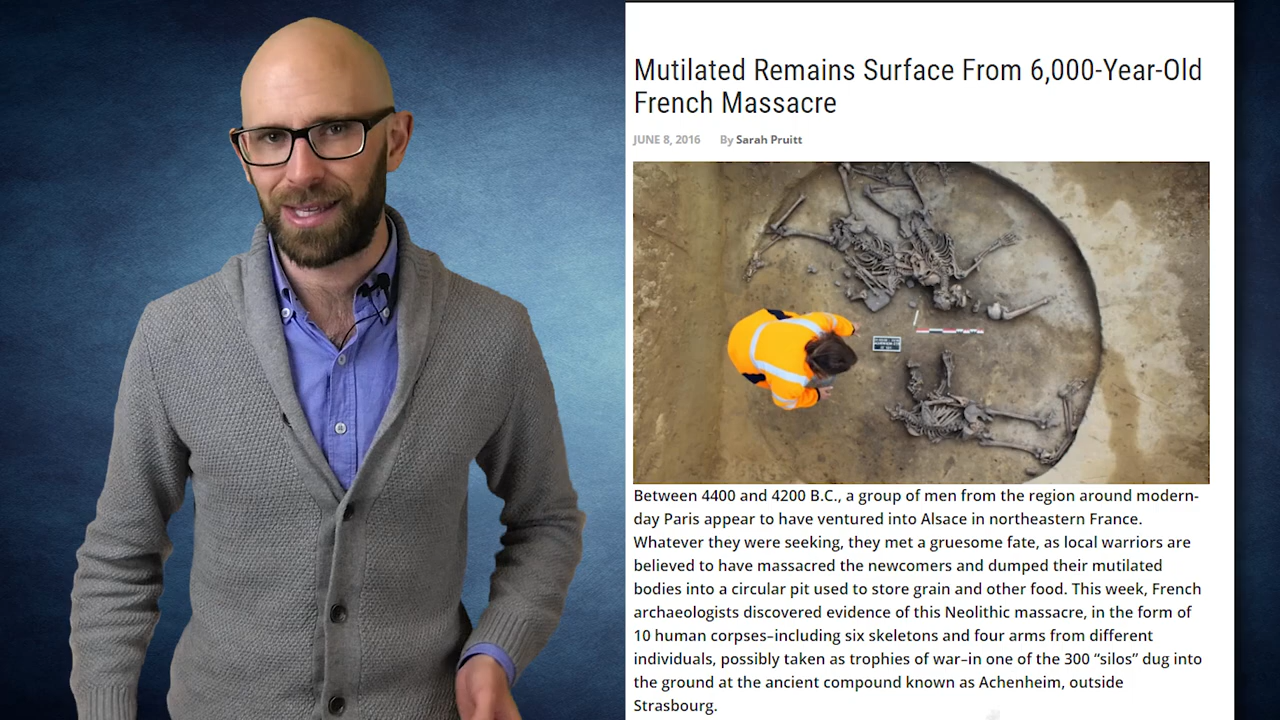 Mutilated Remains Surface From 6,000-Year-Old
French Massacre
JUNE 8, 2016 By Sarah Pruitt
Between 4400 and 4200 B.C., a group of men from the region around modern-
day Paris appear to have ventured into Alsace in northeastern France.
Whatever they were seeking, they met a gruesome fate, as local warriors are
believed to have massacred the newcomers and dumped their mutilated
bodies into a circular pit used to store grain and other food. This week, French
archaeologists discovered evidence of this Neolithic massacre, in the form of
10 human corpses–including six skeletons and four arms from different
individuals, possibly taken as trophies of war–in one of the 300 “silos” dug into
the ground at the ancient compound known as Achenheim, outside
Strasbourg.